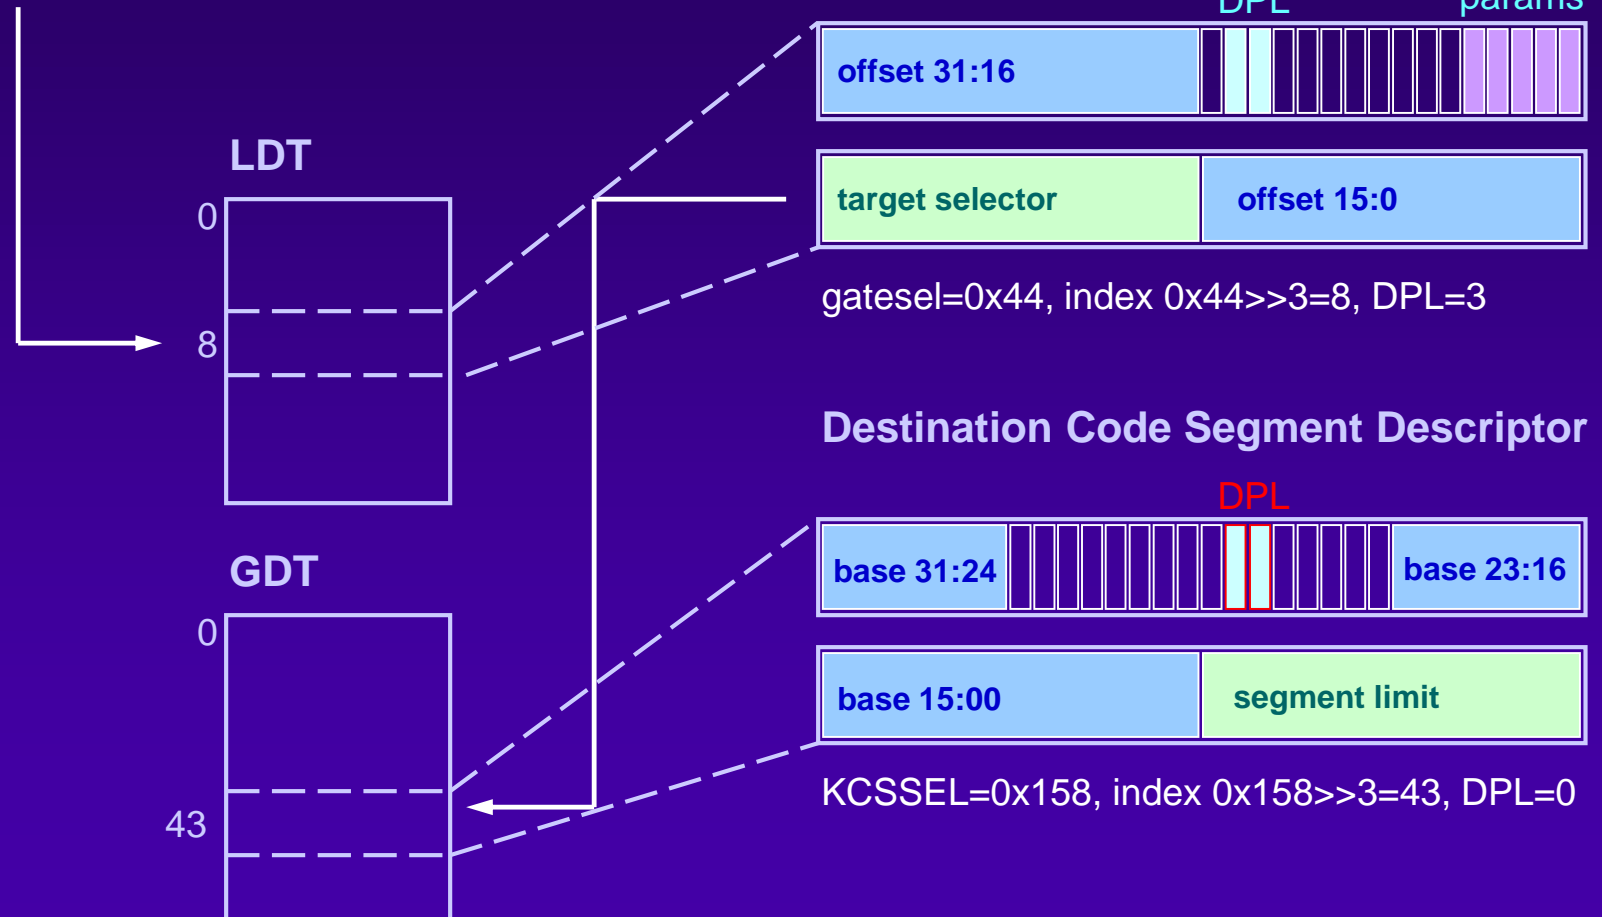 DPL params
offset 31:16
LDT
0
target selector offset 15:0
gatesel=0x44, index 0x44>>3=8, DPL=3
8
Destination Code Segment Descriptor
DPL
GDT
base 31:24 base 23:16
0
base 15:00 segment limit
KCSSEL=0x158, index 0x158>>3=43, DPL=0
43